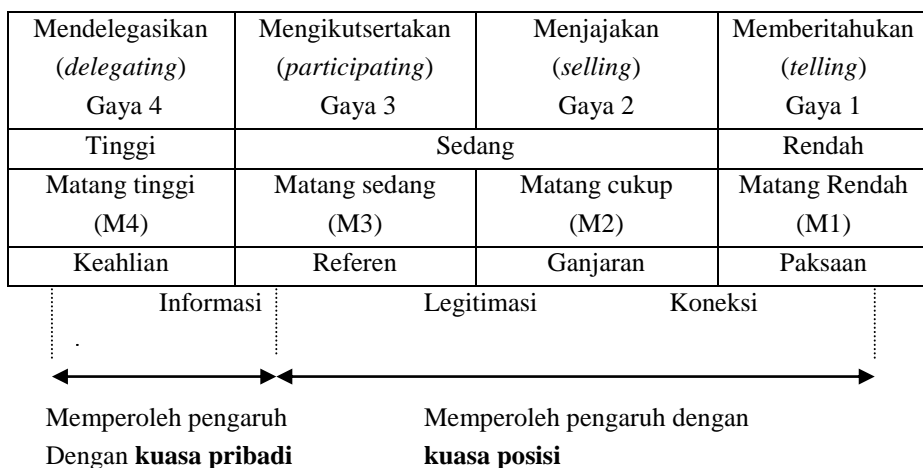 Mendelegasikan Mengikutsertakan Menjajakan Memberitahukan
(delegating) (participating) (selling) (telling)
Gaya 4 Gaya 3 Gaya 2 Gaya 1
Tinggi Sedang Rendah
Matang tinggi Matang sedang Matang cukup Matang Rendah
(M4) (M3) (M2) (M1)
Keahlian Referen Ganjaran Paksaan
Informasi Legitimasi Koneksi
Memperoleh pengaruh Memperoleh pengaruh dengan
Dengan kuasa pribadi kuasa posisi